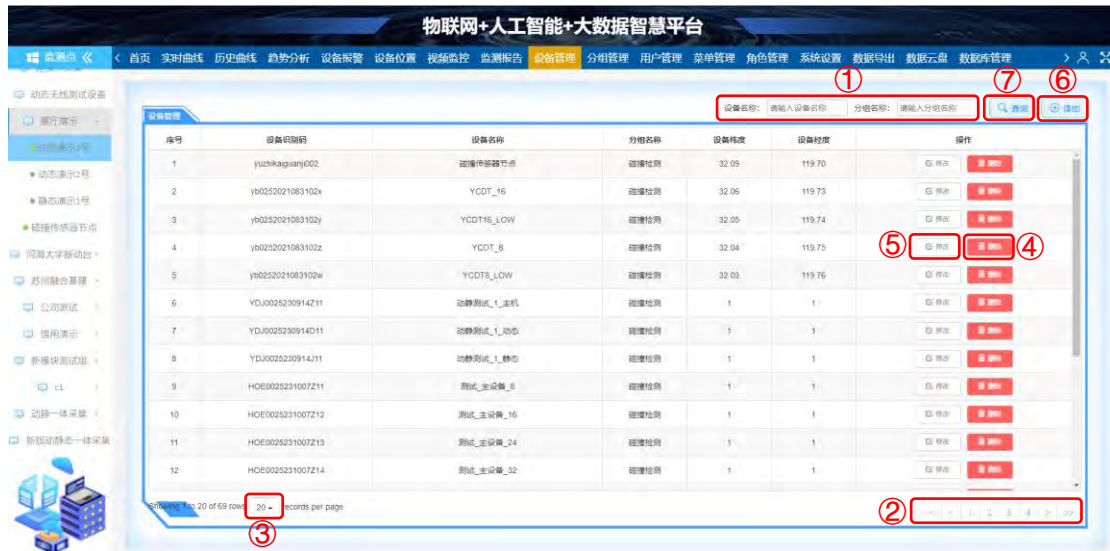 物联网+人工智能+大数据智慧平台
监测点 首页 实时曲线 历史曲线 趋势分析 设备报警 设备位置 视频监控 监测报告 设备管理 分组管理 用户管理 菜单管理 角色管理 系统设置 数据导出 数据云盘 数据库管理
动态无线测试设备
展厅演示
动态演示2号
静态演示1号
碰撞传感器节点
河海大学振动台
苏州融合基建
公司测试
借用演示
新模块测试组
c1
动静一体采集
新版动静态一体采集
① ⑦ ⑥
设备名称: 请输入设备名称 分组名称: 请输入分组名称 查询 添加
设备管理
序号 设备识别码 设备名称 分组名称 设备纬度 设备经度 操作
1 yuzhikaiguanji002 碰撞传感器节点 碰撞检测 32.09 119.70 修改 删除
2 yb0252021083102x YCDT_16 碰撞检测 32.06 119.73 修改 删除
3 yb0252021083102y YCDT16_LOW 碰撞检测 32.05 119.74 修改 删除
4 yb0252021083102z YCDT_8 碰撞检测 32.04 119.75 ⑤ 修改 删除 ④
5 yb0252021083102w YCDT8_LOW 碰撞检测 32.03 119.76 修改 删除
6 YDJ0025230914Z11 动静测试_1_主机 碰撞检测 1 1 修改 删除
7 YDJ0025230914D11 动静测试_1_动态 碰撞检测 1 1 修改 删除
8 YDJ0025230914J11 动静测试_1_静态 碰撞检测 1 1 修改 删除
9 HOE0025231007Z11 测试_主设备_8 碰撞检测 1 1 修改 删除
10 HOE0025231007Z12 测试_主设备_16 碰撞检测 1 1 修改 删除
11 HOE0025231007Z13 测试_主设备_24 碰撞检测 1 1 修改 删除
12 HOE0025231007Z14 测试_主设备_32 碰撞检测 1 1 修改 删除
Showing 1 to 20 of 69 rows 20 records per page ② << < 1 2 3 4 > >>
③